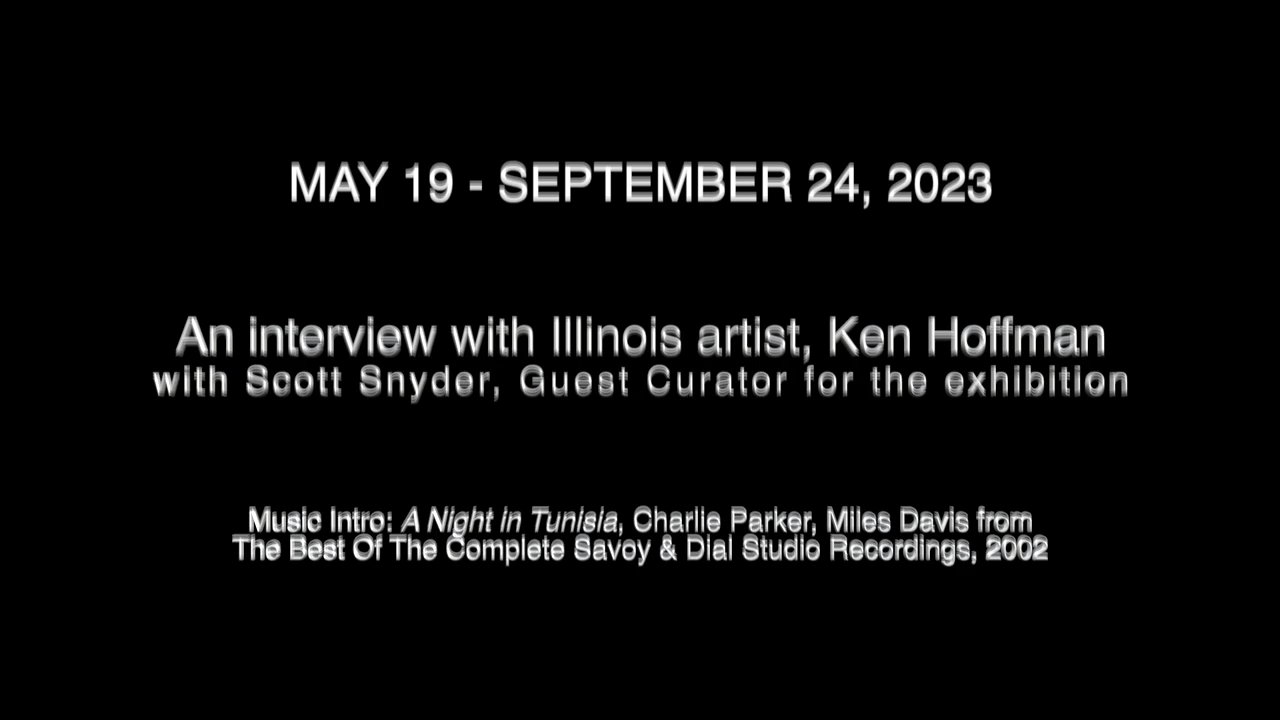 MAY 19 - SEPTEMBER 24, 2023
An interview with Illinois artist, Ken Hoffman
with Scott Snyder, Guest Curator for the exhibition
Music Intro: A Night in Tunisia, Charlie Parker, Miles Davis from
The Best Of The Complete Savoy & Dial Studio Recordings, 2002